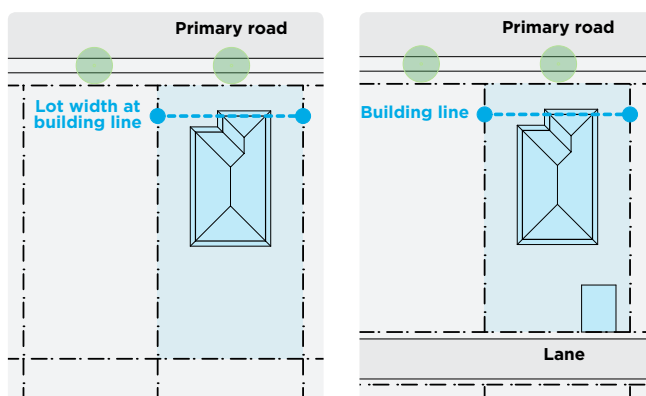 Primary road
Lot width at
building line
Primary road
Building line
Lane